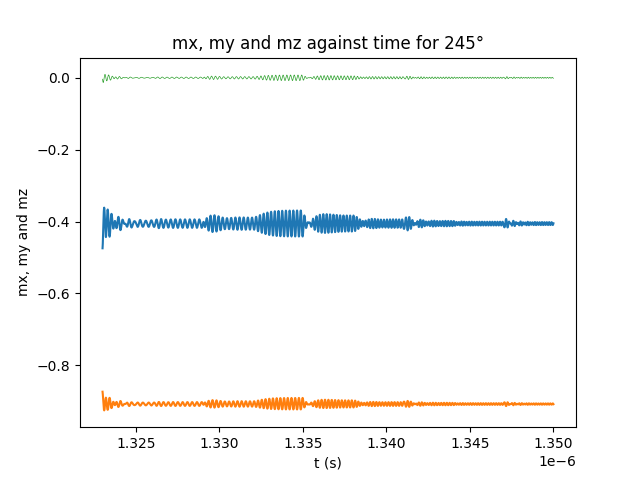 mx, my and mz against time for 245°
mx, my and mz
0.0
−0.2
−0.4
−0.6
−0.8
1.325 1.330 1.335 1.340 1.345 1.350
1e−6
t (s)